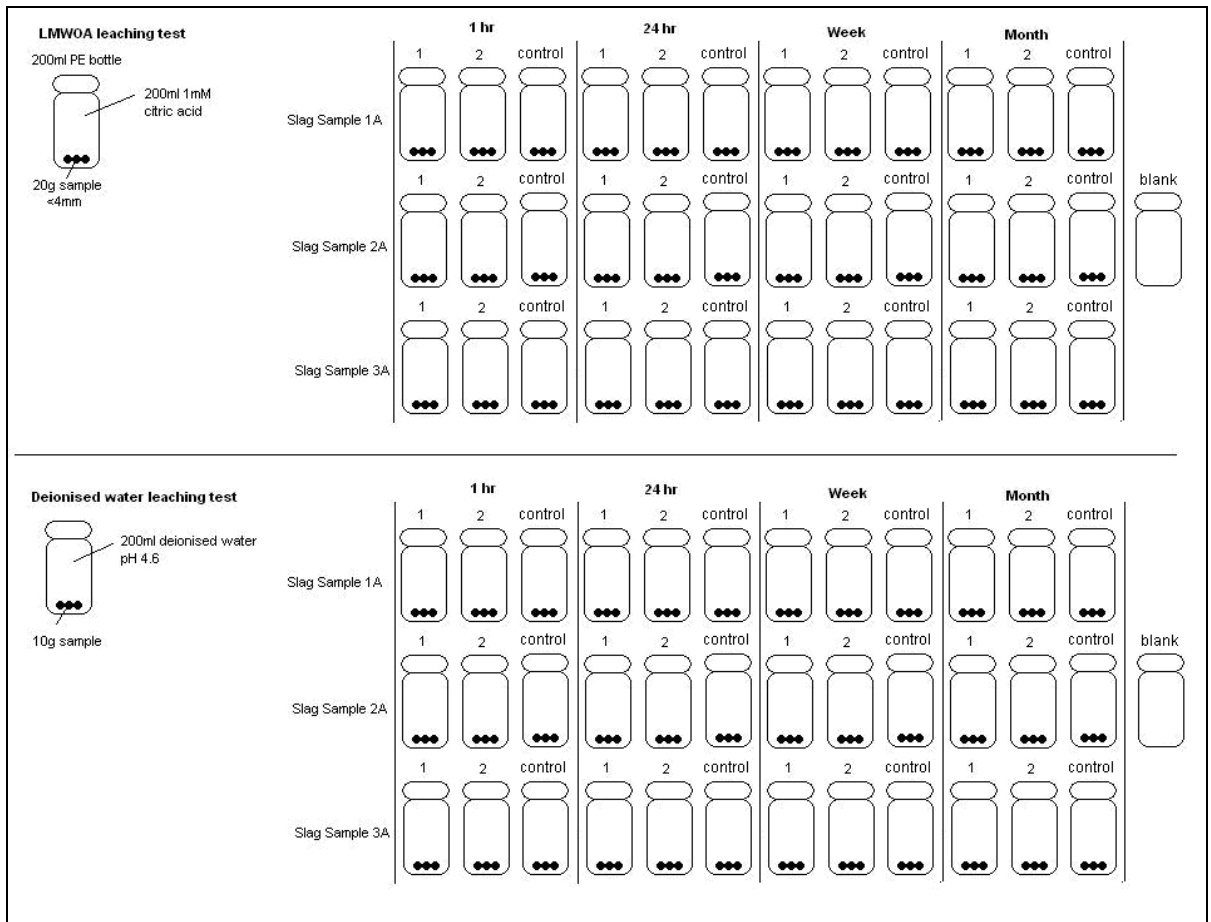 LMWOA leaching test
200ml PE bottle
200ml 1mM
citric acid
20g sample
<4mm
1 hr 24 hr Week Month
1 2 control 1 2 control 1 2 control 1 2 control
Slag Sample 1A
1 2 control 1 2 control 1 2 control 1 2 control blank
Slag Sample 2A
1 2 control 1 2 control 1 2 control 1 2 control
Slag Sample 3A
Deionised water leaching test
200ml deionised water
pH 4.6
10g sample
1 hr 24 hr Week Month
1 2 control 1 2 control 1 2 control 1 2 control
Slag Sample 1A
1 2 control 1 2 control 1 2 control 1 2 control blank
Slag Sample 2A
1 2 control 1 2 control 1 2 control 1 2 control
Slag Sample 3A